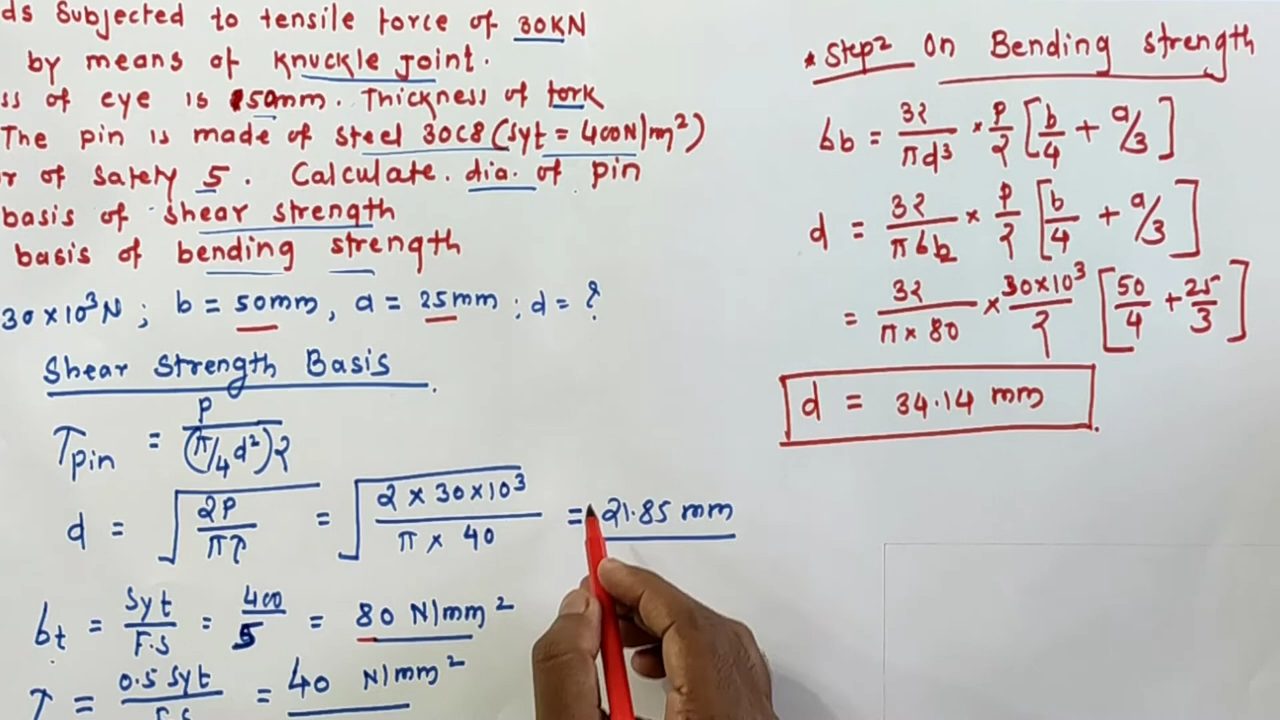 ds Subjected to tensile force of 30KN
by means of Knuckle joint.
ss of eye is 50mm. Thickness of fork
The pin is made of steel 30C8 (Syt = 400N/m²)
r of Safety 5. Calculate. dia. of pin
basis of shear strength
basis of bending strength
30×10³N ; b = 50mm, a = 25mm ; d = ?
Shear Strength Basis
τpin = P/(π/4 d²)2
d = √(2P/πτ) = √(2 × 30×10³/π × 40) = 21.85 mm
σt = Syt/F.S = 400/5 = 80 N/mm²
τ = 0.5 Syt/F.S = 40 N/mm²
* Step2 On Bending strength
σb = 32/πd³ × P/2 [b/4 + a/3]
d = 32/πσb × P/2 [b/4 + a/3]
= 32/π×80 × 30×10³/2 [50/4 + 25/3]
d = 34.14 mm